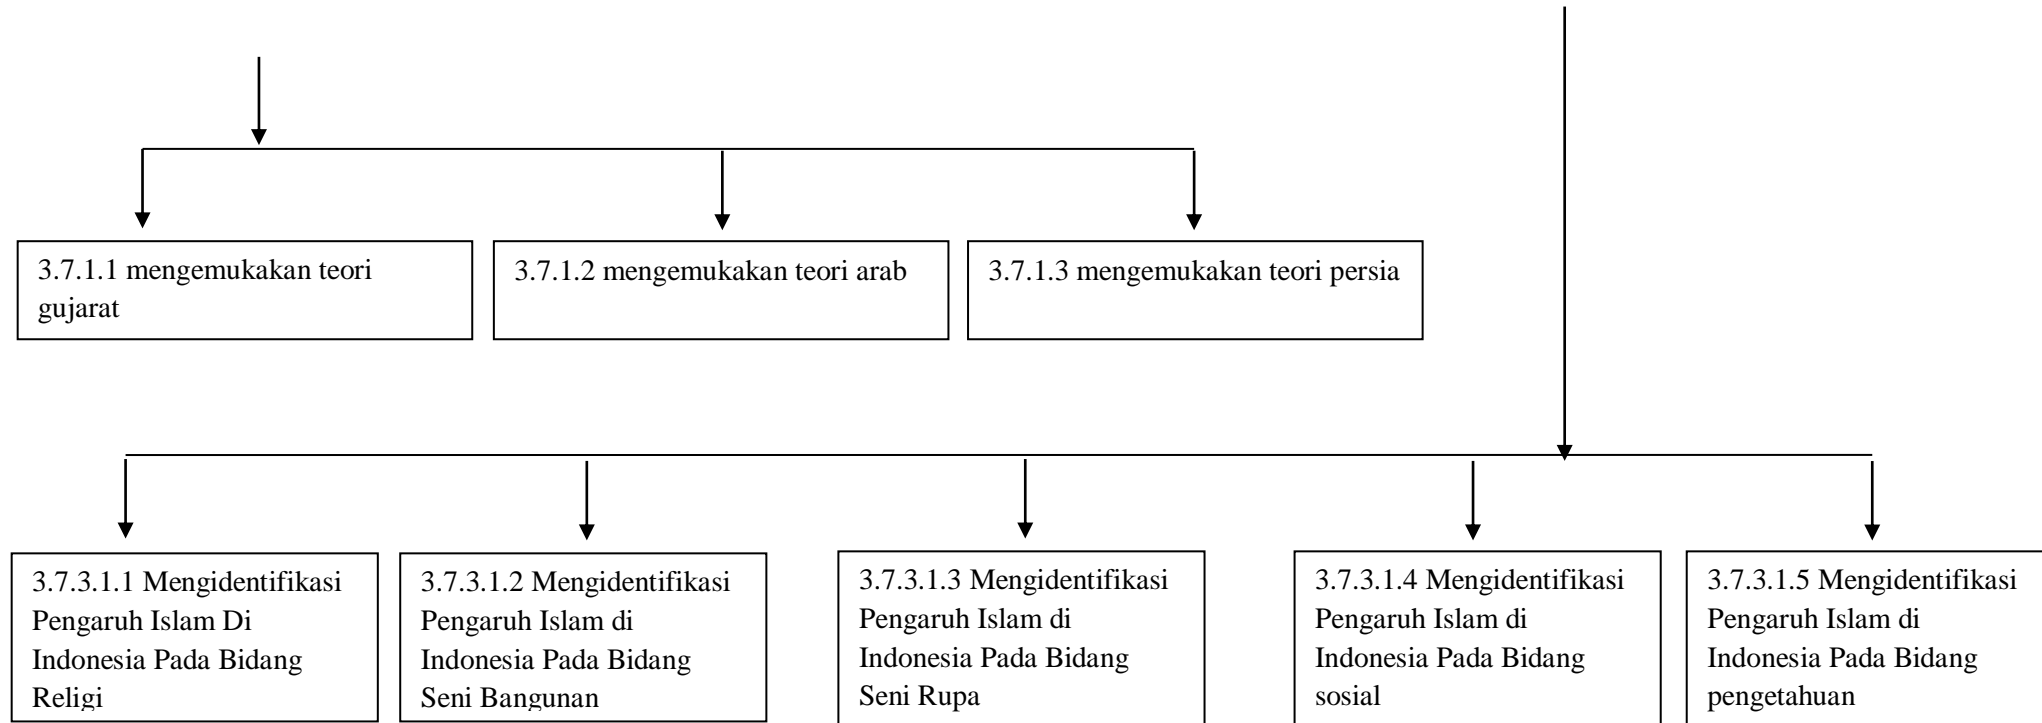 3.7.1.1 mengemukakan teori
gujarat
3.7.1.2 mengemukakan teori arab
3.7.1.3 mengemukakan teori persia
3.7.3.1.1 Mengidentifikasi
Pengaruh Islam Di
Indonesia Pada Bidang
Religi
3.7.3.1.2 Mengidentifikasi
Pengaruh Islam di
Indonesia Pada Bidang
Seni Bangunan
3.7.3.1.3 Mengidentifikasi
Pengaruh Islam di
Indonesia Pada Bidang
Seni Rupa
3.7.3.1.4 Mengidentifikasi
Pengaruh Islam di
Indonesia Pada Bidang
sosial
3.7.3.1.5 Mengidentifikasi
Pengaruh Islam di
Indonesia Pada Bidang
pengetahuan